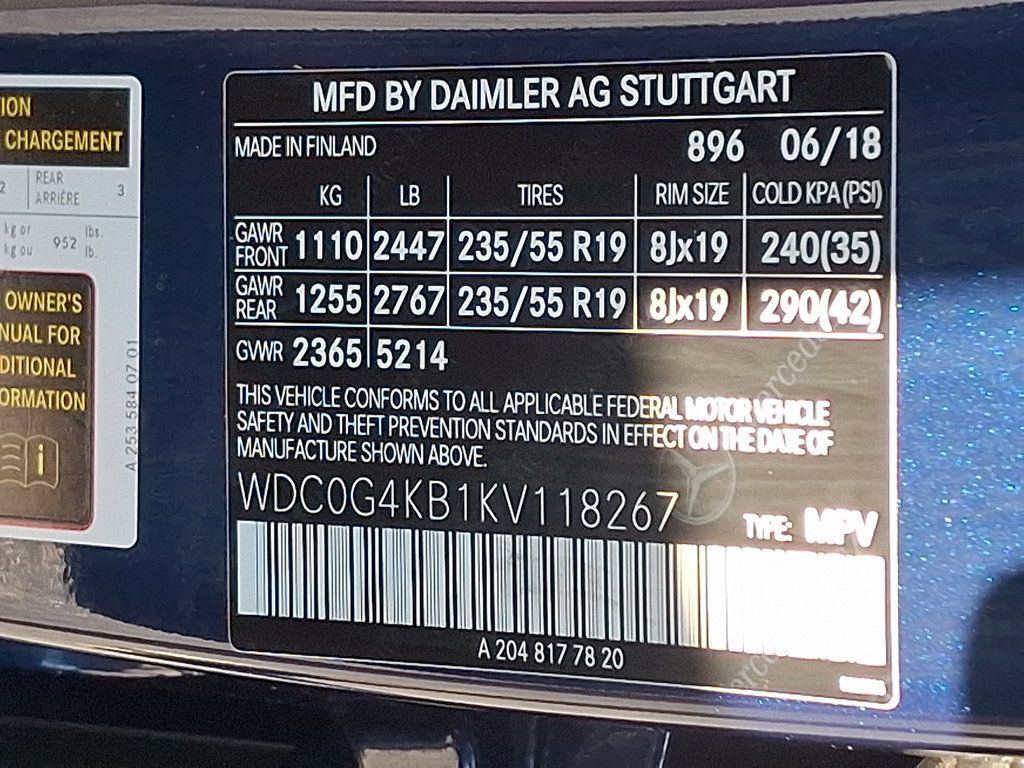 ION
CHARGEMENT
2 REAR ARRIÈRE 3
kg or
kg ou 952 lbs.
lb.
OWNER'S
NUAL FOR
DITIONAL
ORMATION
i
A 253 584 07 01
MFD BY DAIMLER AG STUTTGART
MADE IN FINLAND 896 06/18
KG LB TIRES RIM SIZE COLD KPA(PSI)
GAWR FRONT 1110 2447 235/55 R19 8Jx19 240(35)
GAWR REAR 1255 2767 235/55 R19 8Jx19 290(42)
GVWR 2365 5214
THIS VEHICLE CONFORMS TO ALL APPLICABLE FEDERAL MOTOR VEHICLE
SAFETY AND THEFT PREVENTION STANDARDS IN EFFECT ON THE DATE OF
MANUFACTURE SHOWN ABOVE.
WDC0G4KB1KV118267
TYPE: MPV
A 204 817 78 20